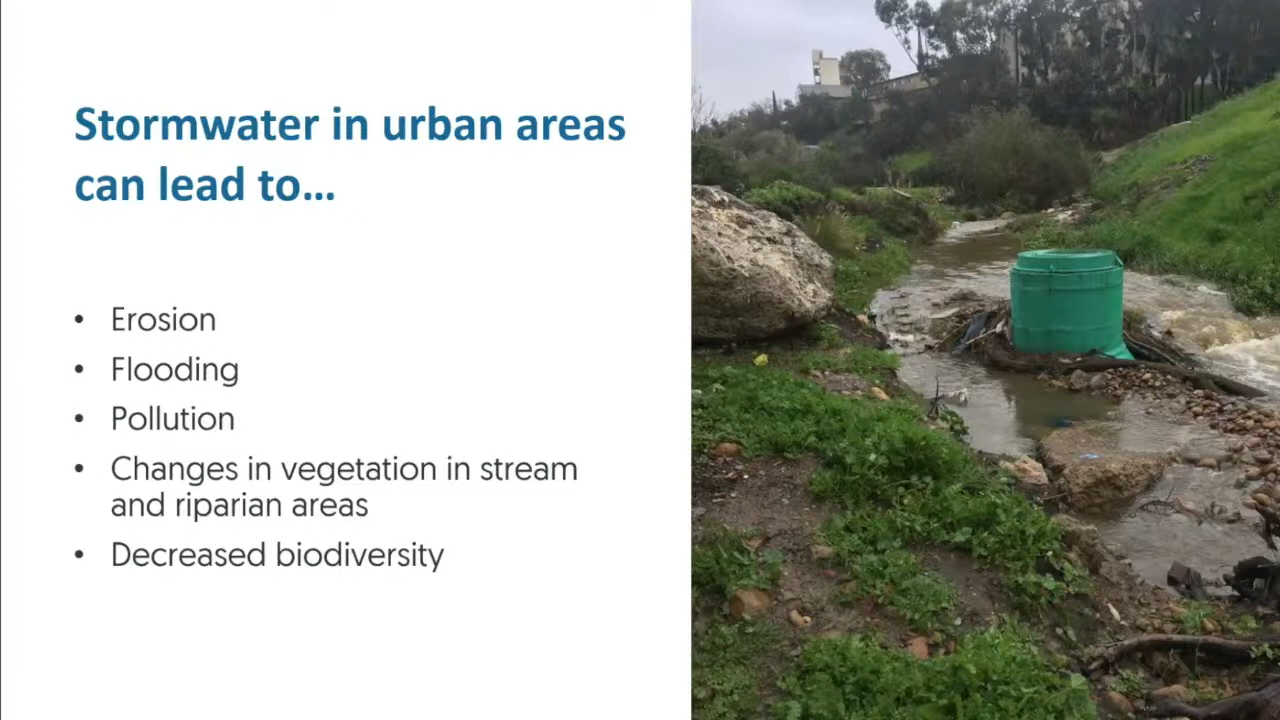 Stormwater in urban areas
can lead to...
• Erosion
• Flooding
• Pollution
• Changes in vegetation in stream
and riparian areas
• Decreased biodiversity